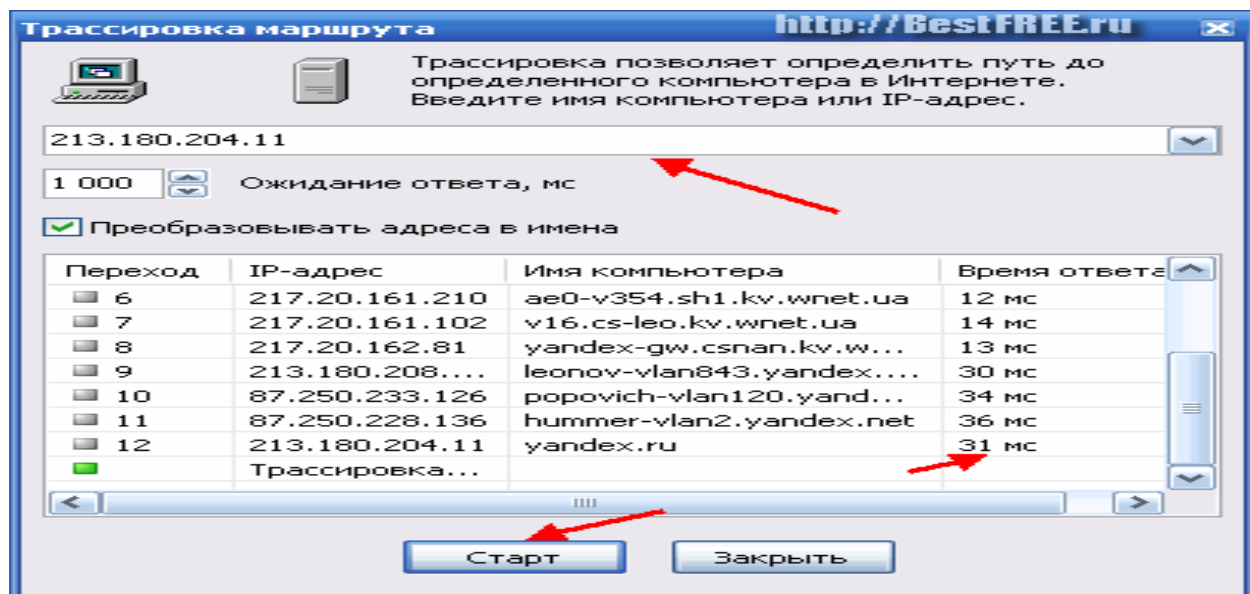 Трассировка маршрута
http://BestFREE.ru
Трассировка позволяет определить путь до
определенного компьютера в Интернете.
Введите имя компьютера или IP-адрес.
213.180.204.11
1 000 Ожидание ответа, мс
Преобразовывать адреса в имена
Переход IP-адрес Имя компьютера Время ответа
6 217.20.161.210 ae0-v354.sh1.kv.wnet.ua 12 мс
7 217.20.161.102 v16.cs-leo.kv.wnet.ua 14 мс
8 217.20.162.81 yandex-gw.csnan.kv.w... 13 мс
9 213.180.208.... leonov-vlan843.yandex.... 30 мс
10 87.250.233.126 popovich-vlan120.yand... 34 мс
11 87.250.228.136 hummer-vlan2.yandex.net 36 мс
12 213.180.204.11 yandex.ru 31 мс
Трассировка...
Старт Закрыть